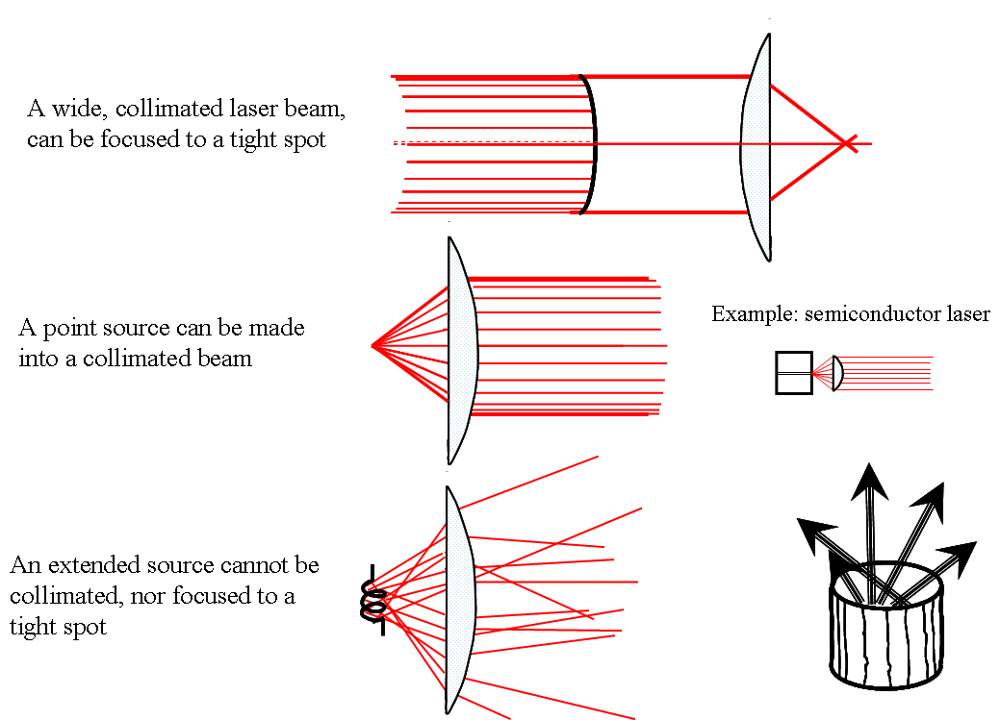 A wide, collimated laser beam,
can be focused to a tight spot
A point source can be made
into a collimated beam
Example: semiconductor laser
An extended source cannot be
collimated, nor focused to a
tight spot